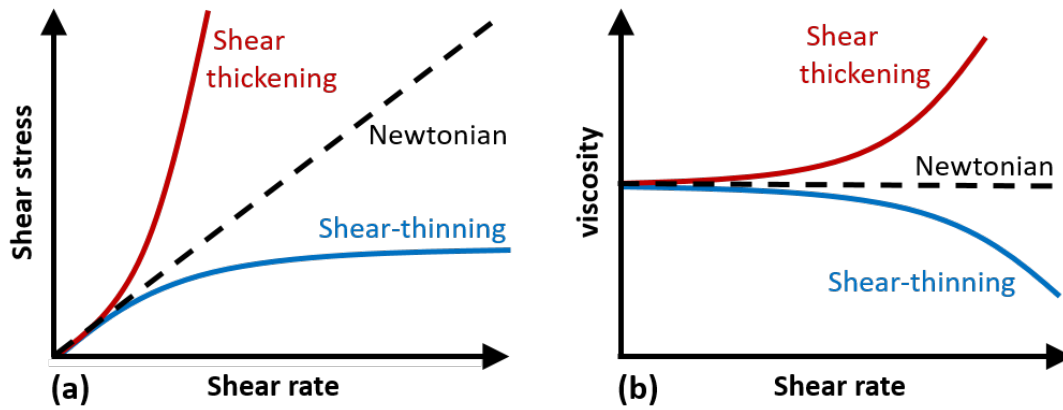 Shear
thickening
Newtonian
Shear-thinning
Shear stress
(a)
Shear rate
Shear
thickening
Newtonian
Shear-thinning
viscosity
(b)
Shear rate